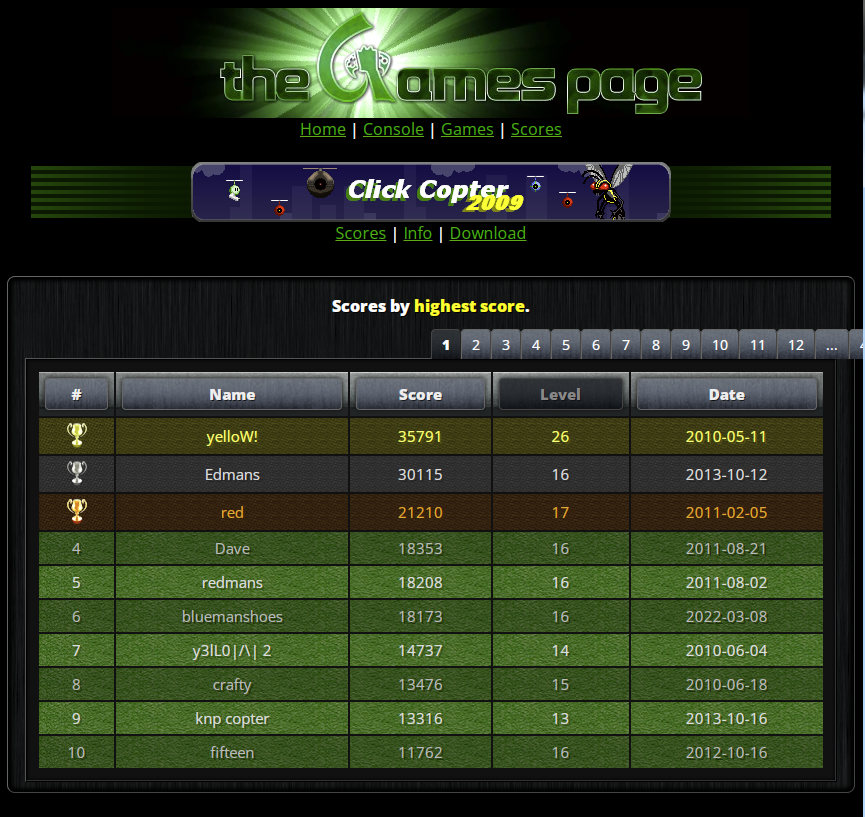 the Games page
Home | Console | Games | Scores
Click Copter
2009
Scores | Info | Download
Scores by highest score.
1 2 3 4 5 6 7 8 9 10 11 12 ...
# Name Score Level Date
yelloW! 35791 26 2010-05-11
Edmans 30115 16 2013-10-12
red 21210 17 2011-02-05
4 Dave 18353 16 2011-08-21
5 redmans 18208 16 2011-08-02
6 bluemanshoes 18173 16 2022-03-08
7 y3lL0|/\| 2 14737 14 2010-06-04
8 crafty 13476 15 2010-06-18
9 knp copter 13316 13 2013-10-16
10 fifteen 11762 16 2012-10-16